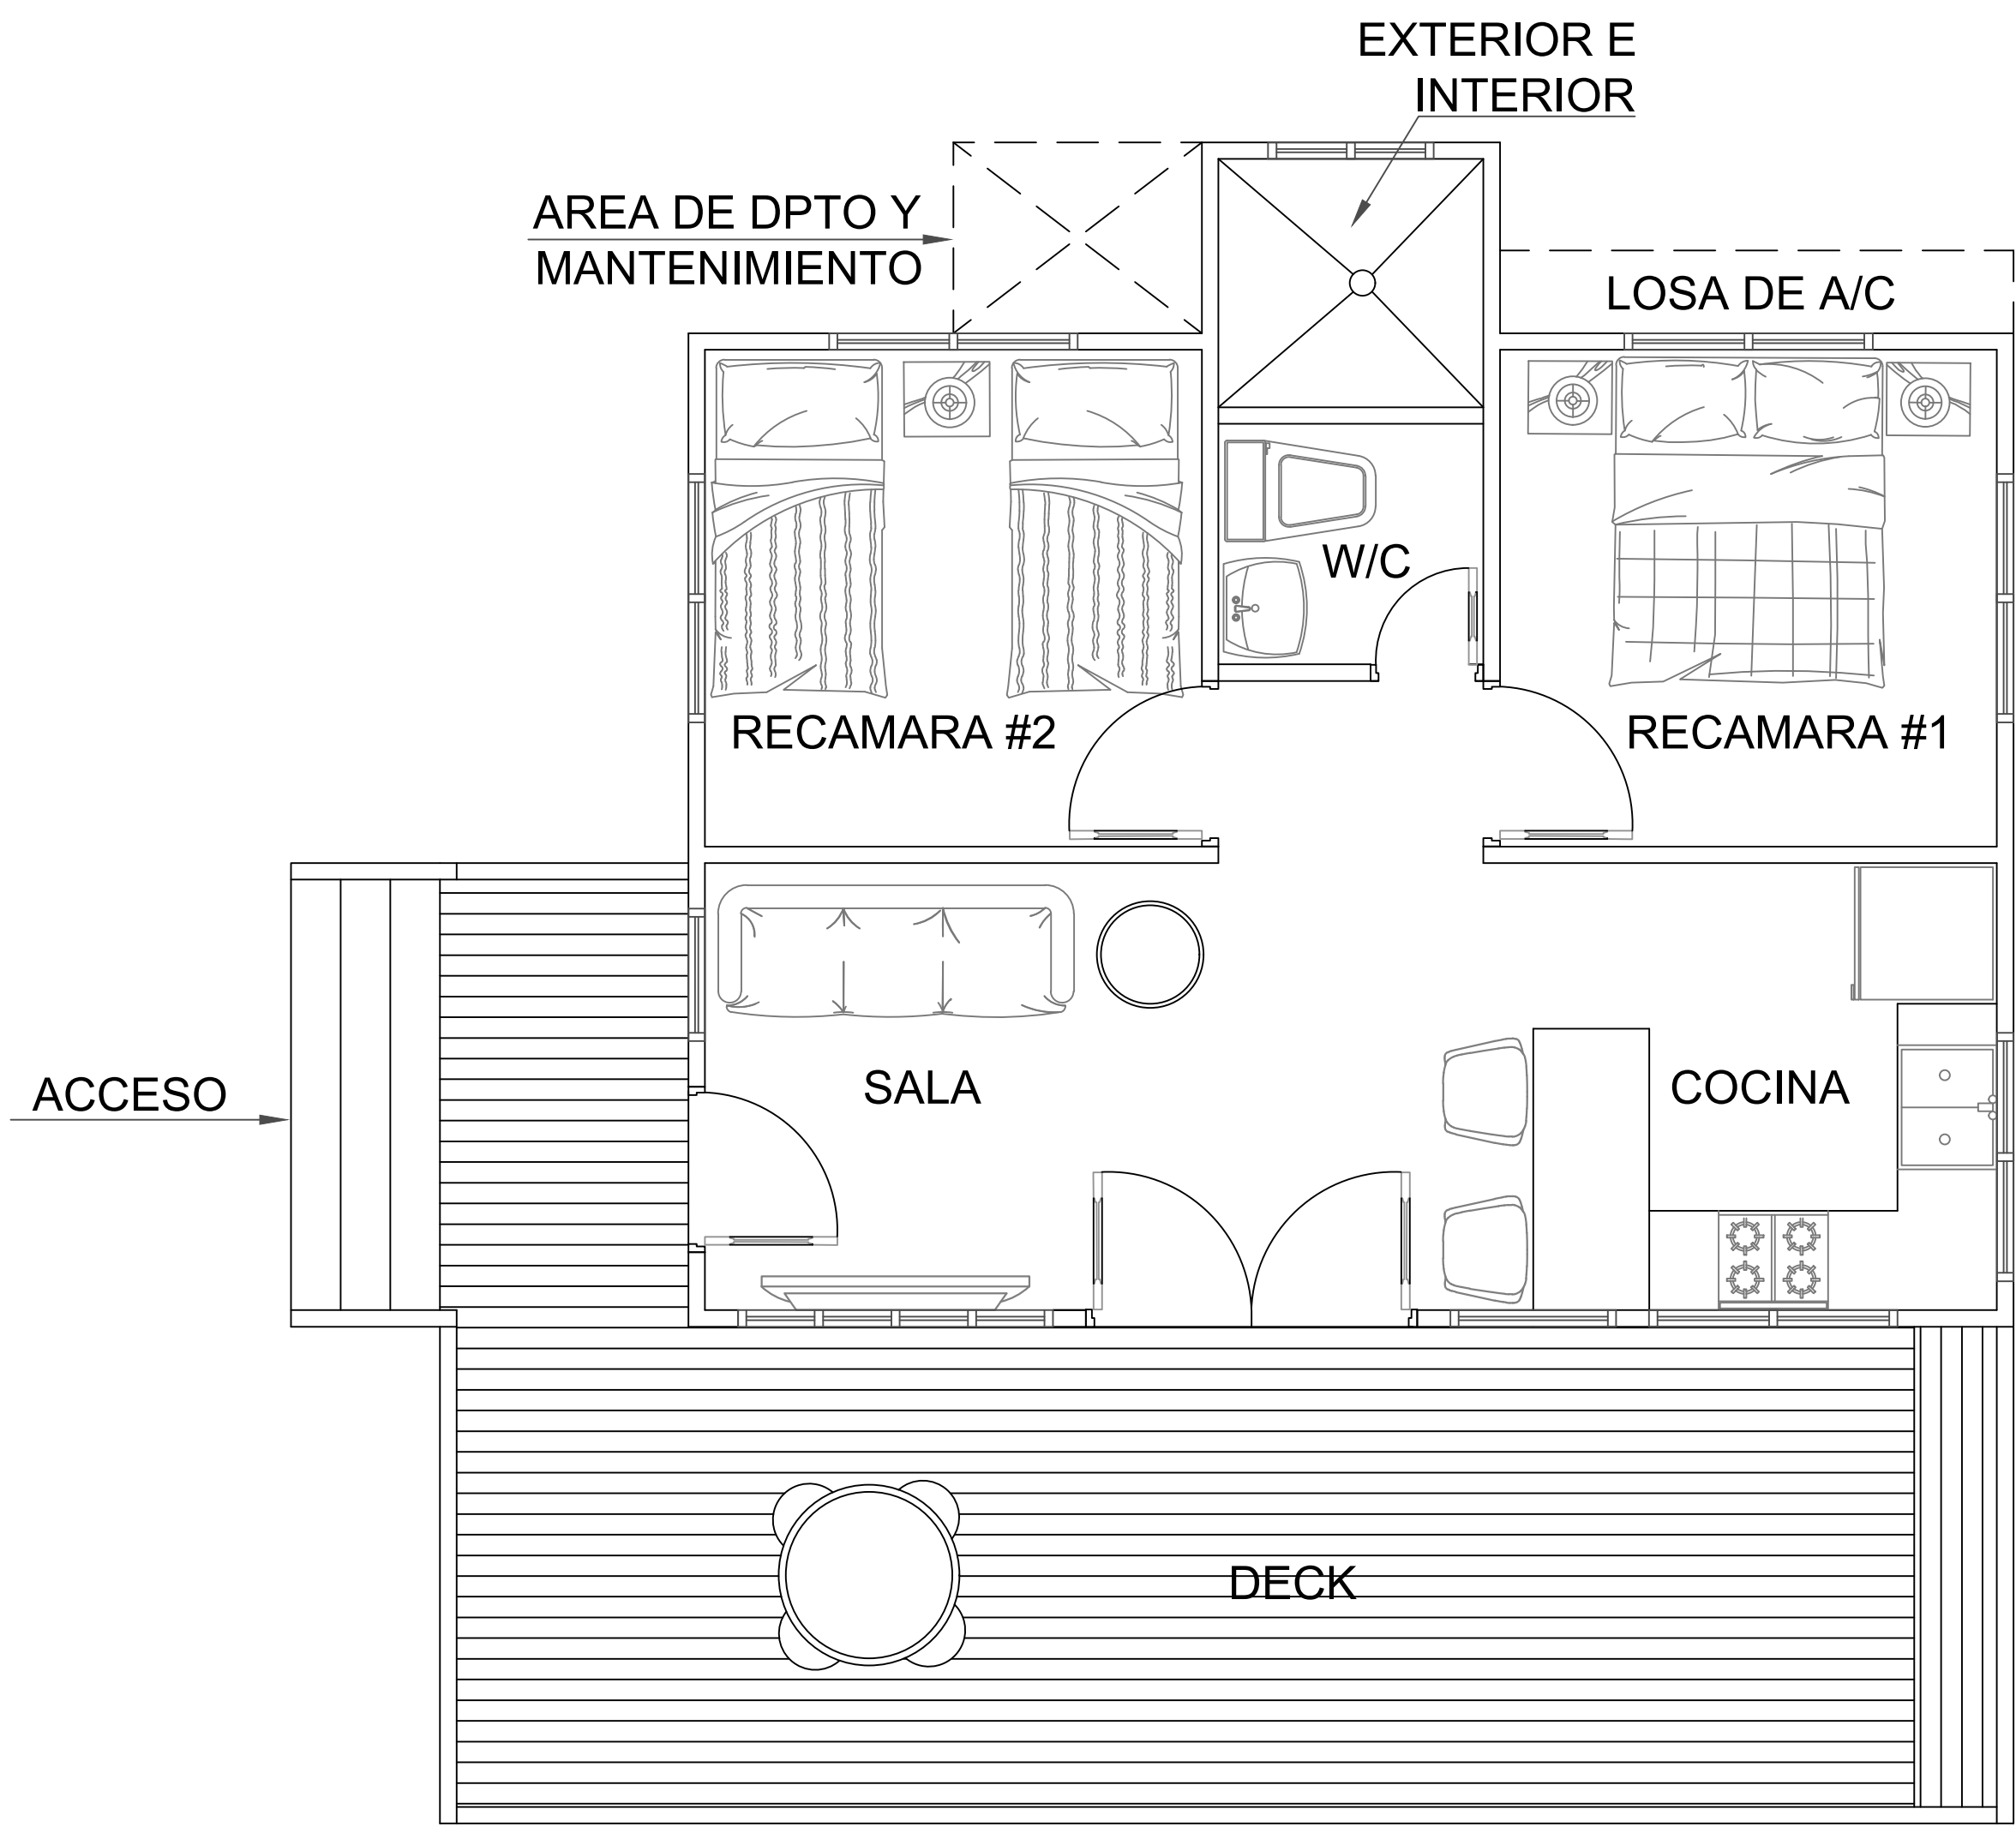 EXTERIOR E
INTERIOR
AREA DE DPTO Y
MANTENIMIENTO
LOSA DE A/C
W/C
RECAMARA #2
RECAMARA #1
ACCESO
SALA
COCINA
DECK